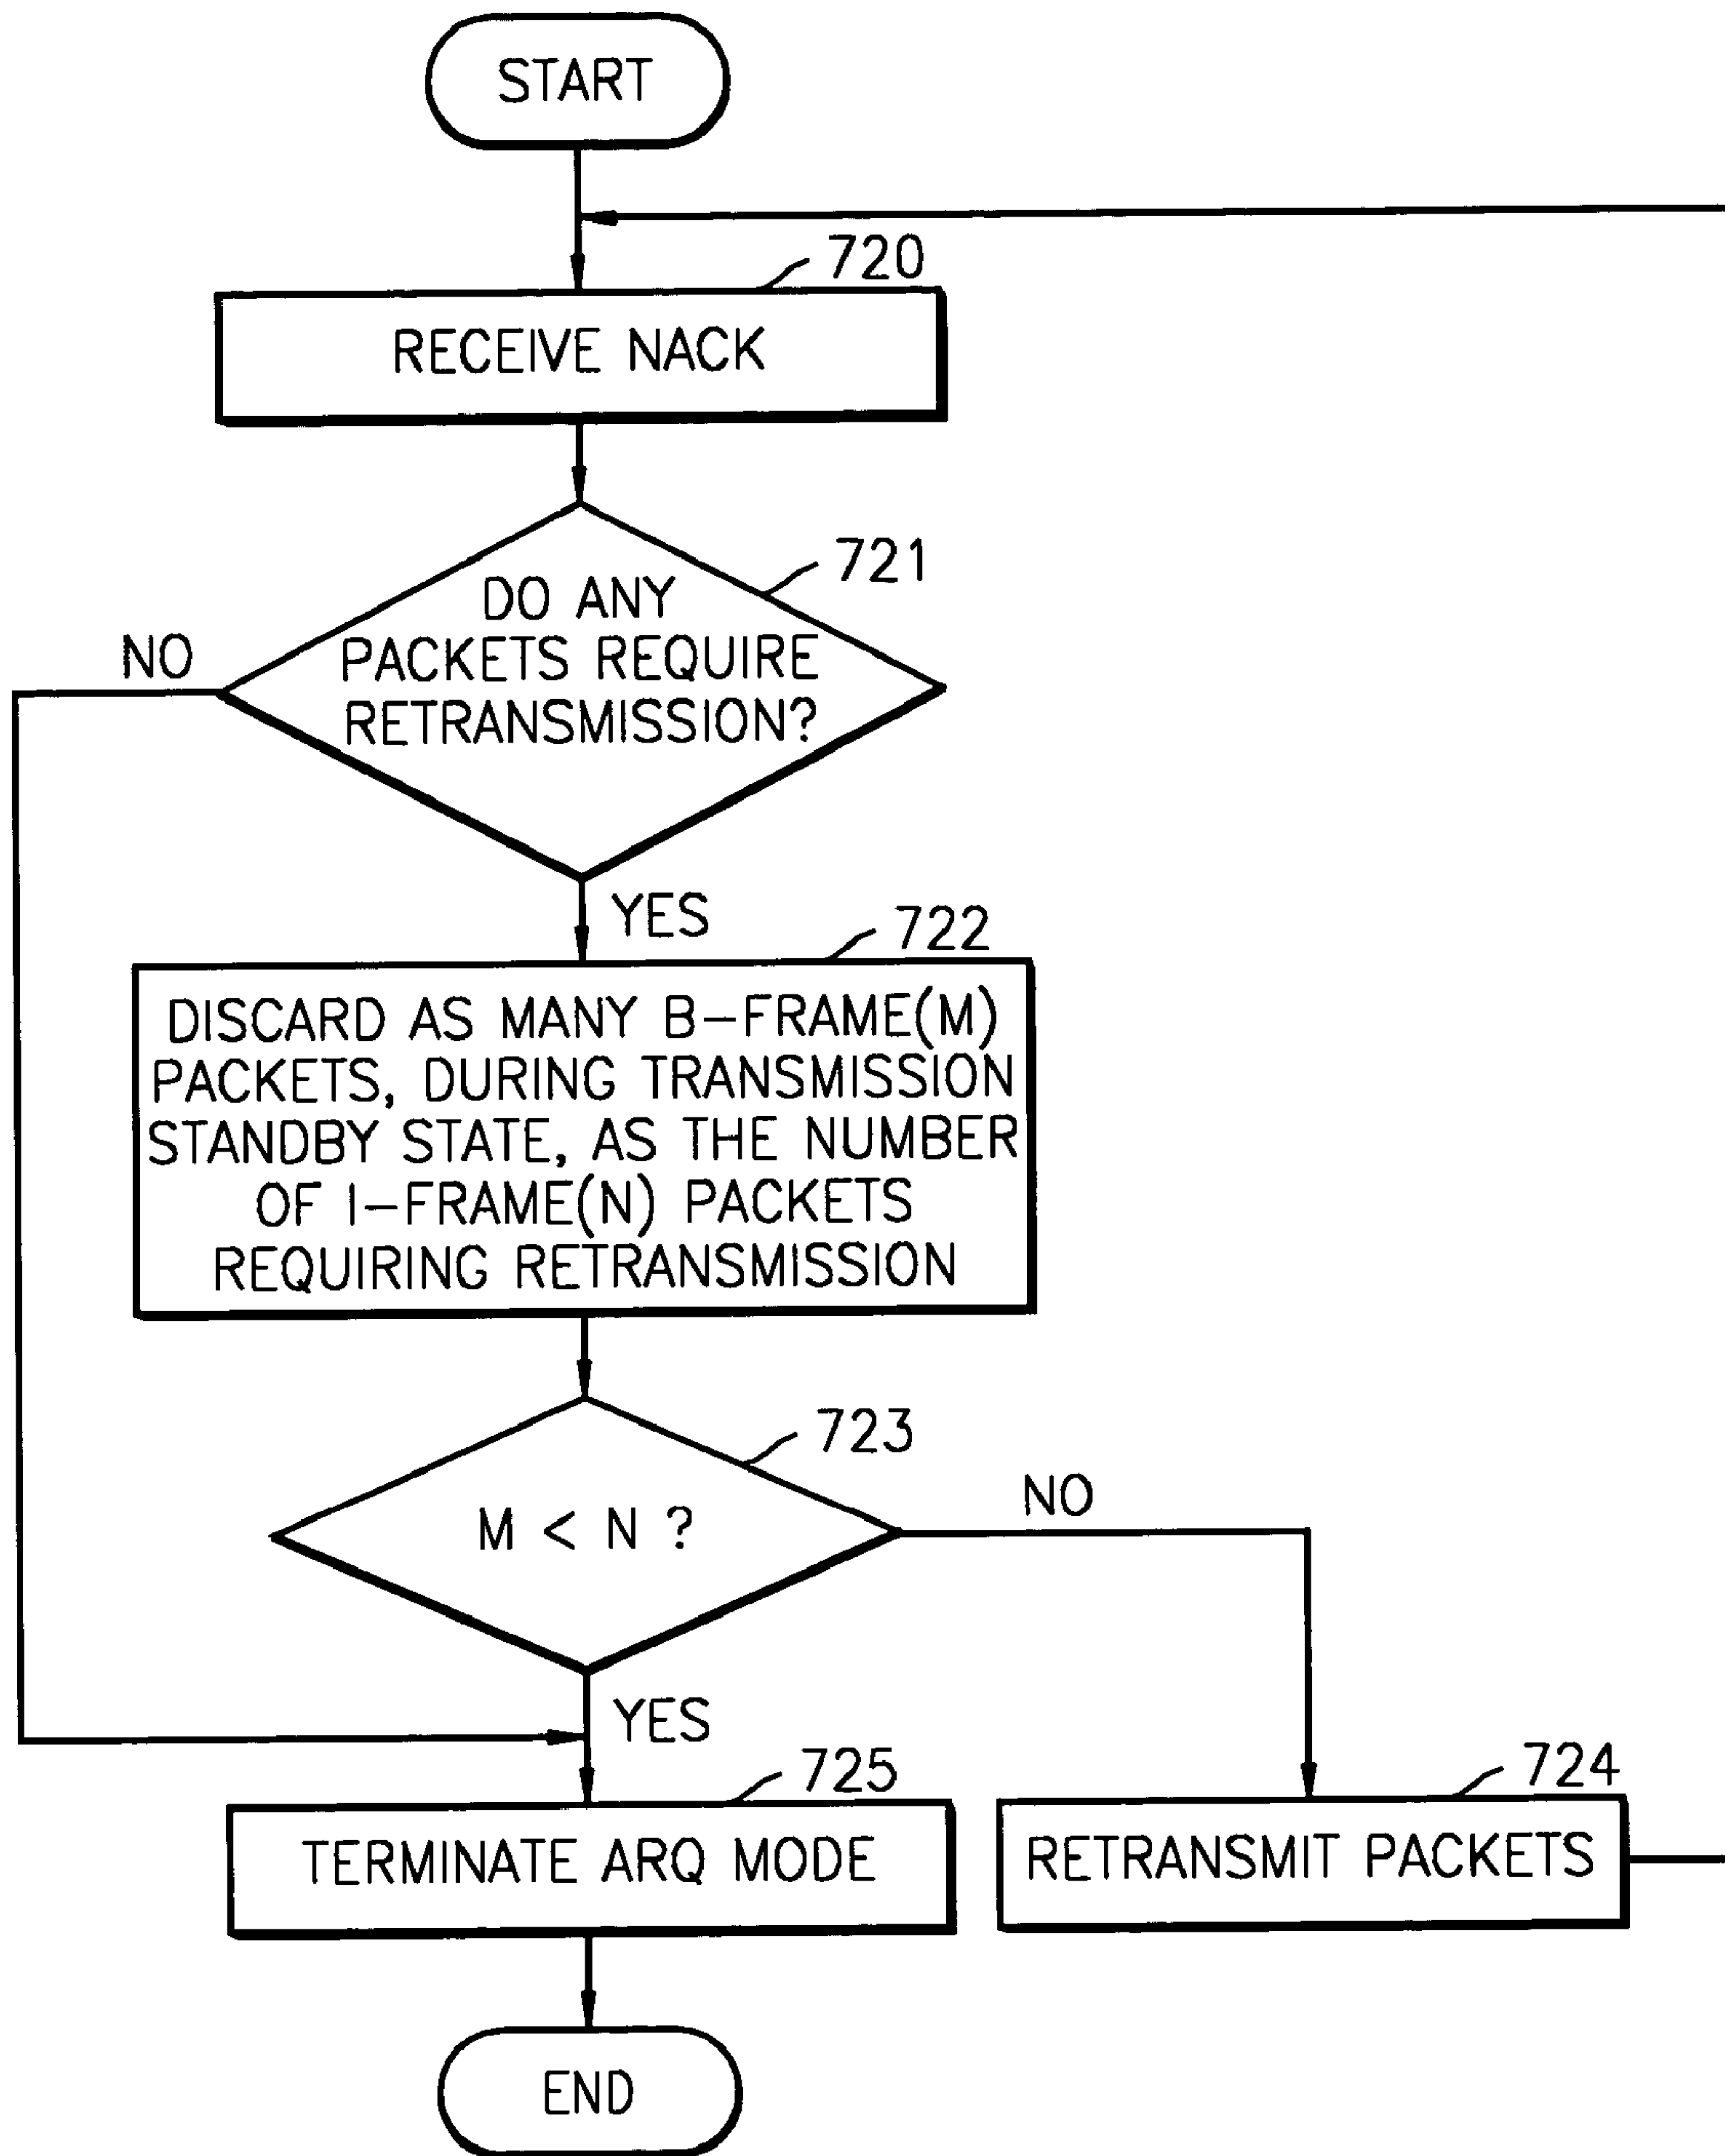 START
720
RECEIVE NACK
721
DO ANY
NO
PACKETS REQUIRE
RETRANSMISSION?
YES
722
DISCARD AS MANY B-FRAME(M)
PACKETS, DURING TRANSMISSION
STANDBY STATE, AS THE NUMBER
OF I-FRAME(N) PACKETS
REQUIRING RETRANSMISSION
723
M < N ?
NO
YES
725
724
TERMINATE ARQ MODE
RETRANSMIT PACKETS
END